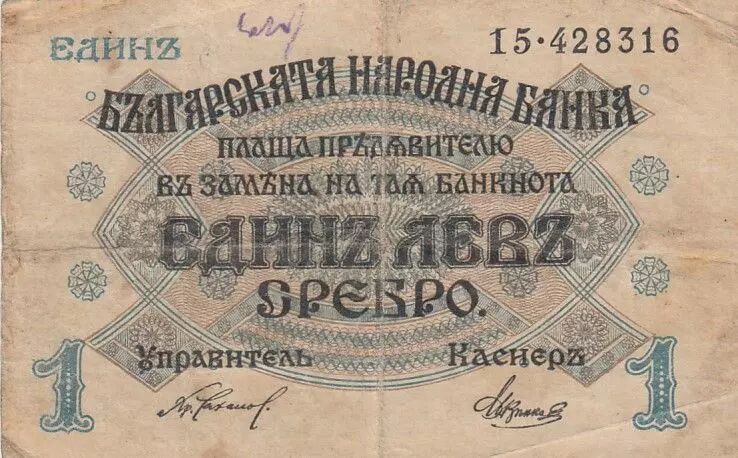 ЕДИНЪ
15·428316
БЪЛГАРСКАТА НАРОДНА БАНКА
ПЛАЩА ПРѢДЯВИТЕЛЮ
ВЪ ЗАМѢНА НА ТАЯ БАНКНОТА
ЕДИНЪ ЛЕВЪ
СРЕБРО.
Управитель Касиеръ
1 1